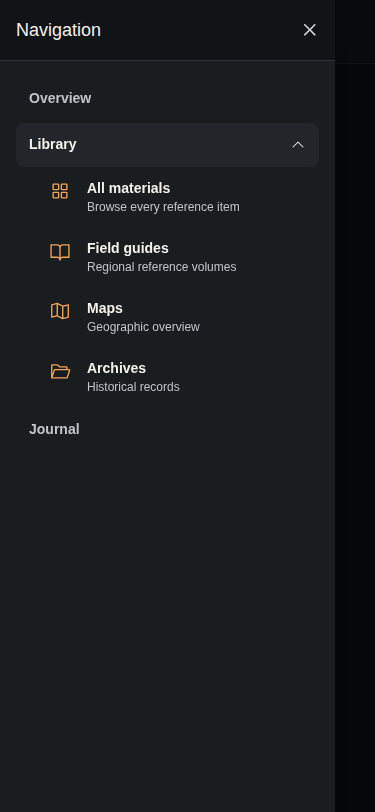 Navigation
Overview
Library
All materials
Browse every reference item
Field guides
Regional reference volumes
Maps
Geographic overview
Archives
Historical records
Journal